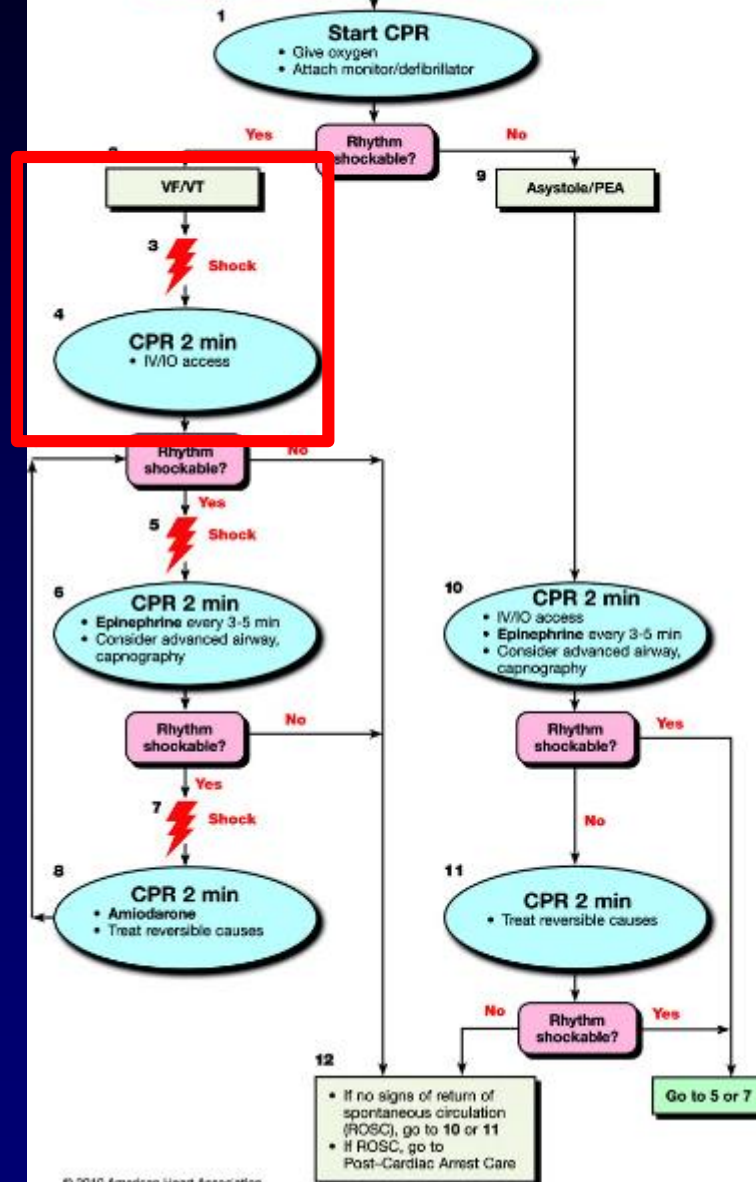 1
Start CPR
• Give oxygen
• Attach monitor/defibrillator
Yes
Rhythm
shockable?
No
VF/VT
9
Asystole/PEA
3
Shock
4
CPR 2 min
• IV/IO access
Rhythm
shockable?
No
Yes
5
Shock
6
CPR 2 min
• Epinephrine every 3-5 min
• Consider advanced airway,
capnography
10
CPR 2 min
• IV/IO access
• Epinephrine every 3-5 min
• Consider advanced airway,
capnography
Rhythm
shockable?
No
Rhythm
shockable?
Yes
Yes
7
Shock
No
8
CPR 2 min
• Amiodarone
• Treat reversible causes
11
CPR 2 min
• Treat reversible causes
No
Rhythm
shockable?
Yes
12
• If no signs of return of
spontaneous circulation
(ROSC), go to 10 or 11
• If ROSC, go to
Post–Cardiac Arrest Care
Go to 5 or 7
© 2010 American Heart Association